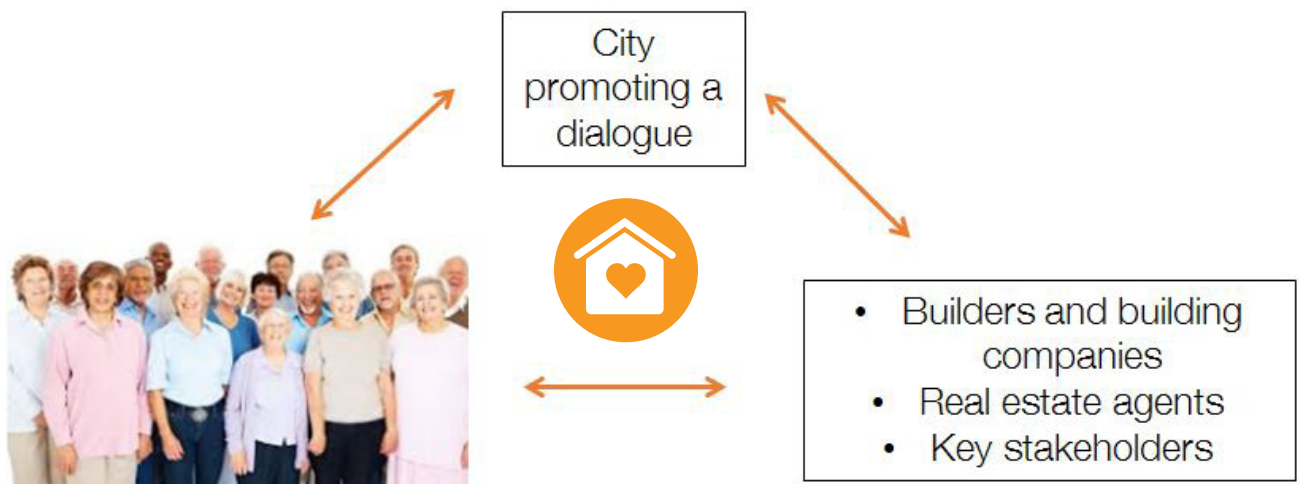 City
promoting a
dialogue
• Builders and building
companies
• Real estate agents
• Key stakeholders